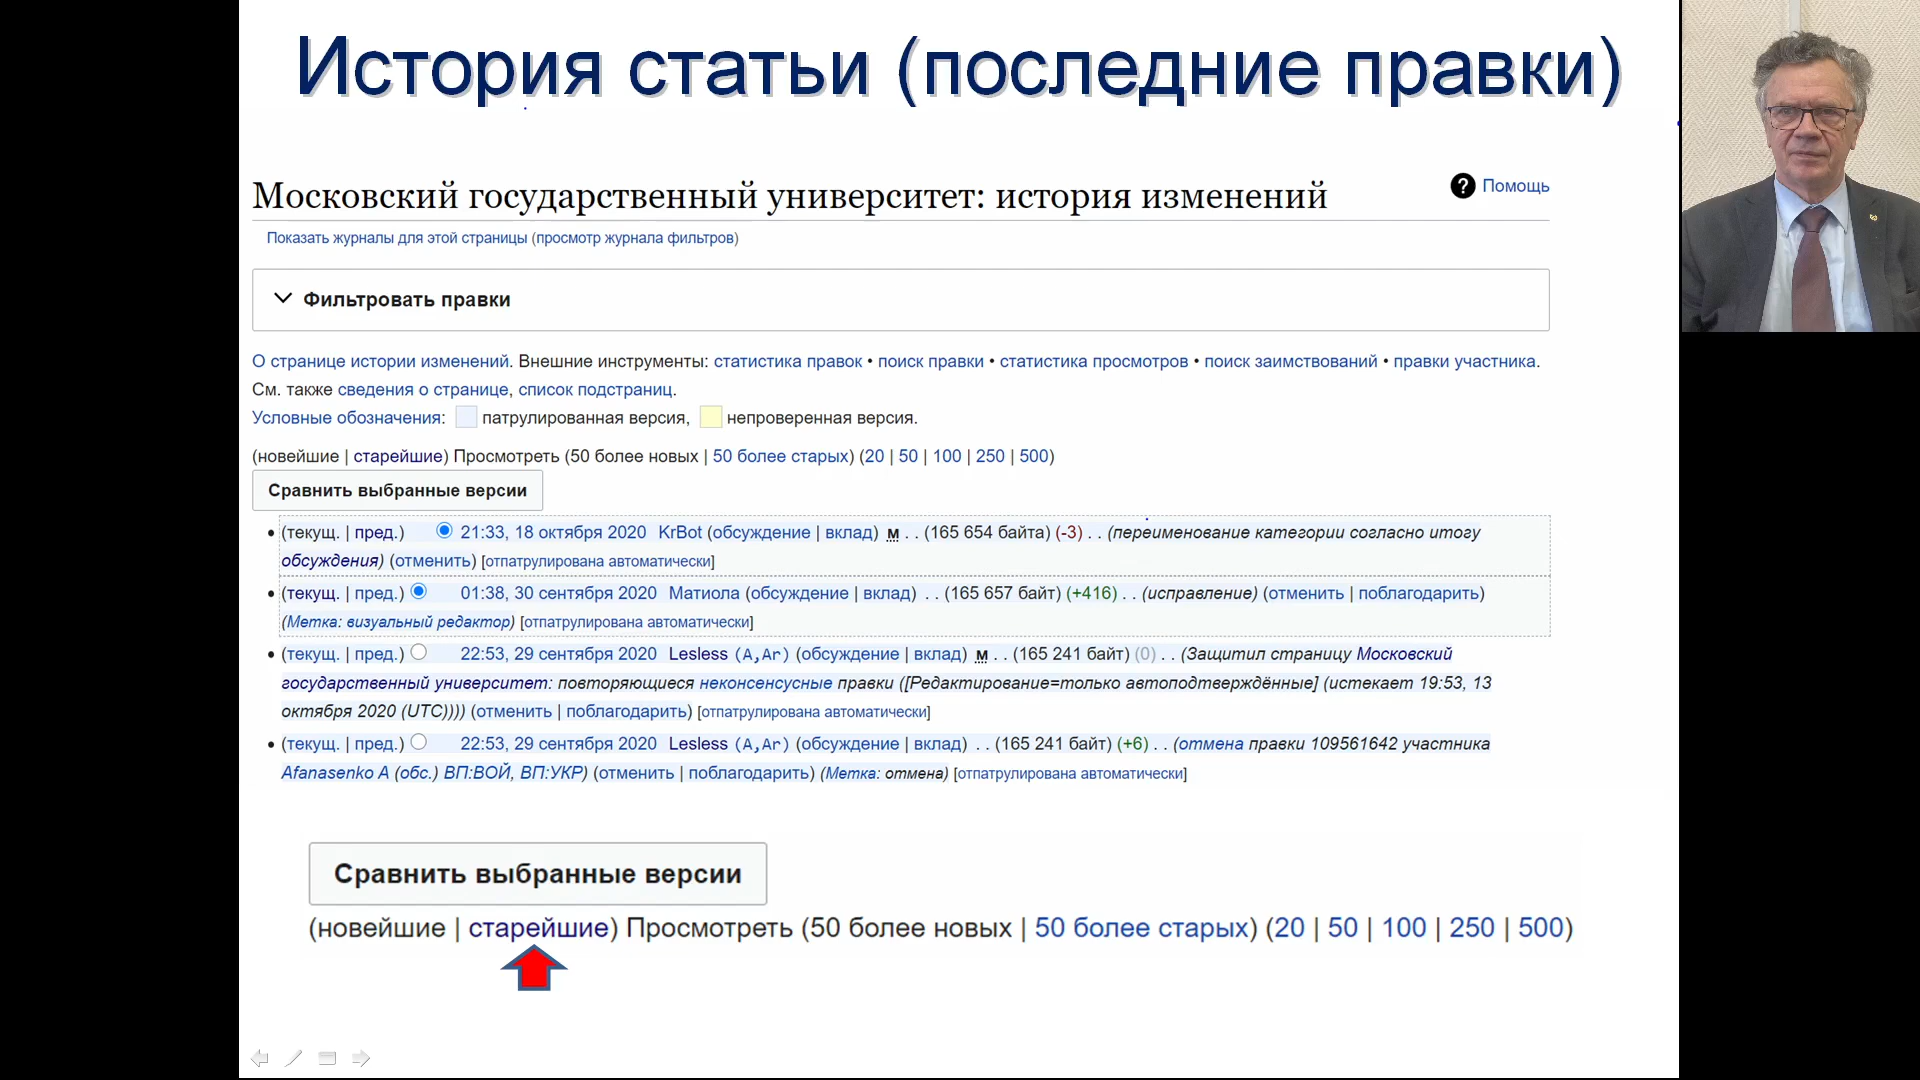 История статьи (последние правки)
Московский государственный университет: история изменений
? Помощь
Показать журналы для этой страницы (просмотр журнала фильтров)
Фильтровать правки
О странице истории изменений. Внешние инструменты: статистика правок • поиск правки • статистика просмотров • поиск заимствований • правки участника.
См. также сведения о странице, список подстраниц.
Условные обозначения: патрулированная версия, непроверенная версия.
(новейшие | старейшие) Просмотреть (50 более новых | 50 более старых) (20 | 50 | 100 | 250 | 500)
Сравнить выбранные версии
• (текущ. | пред.) 21:33, 18 октября 2020 KrBot (обсуждение | вклад) м . . (165 654 байта) (-3) . . (переименование категории согласно итогу
обсуждения) (отменить) [отпатрулирована автоматически]
• (текущ. | пред.) 01:38, 30 сентября 2020 Матиола (обсуждение | вклад) . . (165 657 байт) (+416) . . (исправление) (отменить | поблагодарить)
(Метка: визуальный редактор) [отпатрулирована автоматически]
• (текущ. | пред.) 22:53, 29 сентября 2020 Lesless (A,Ar) (обсуждение | вклад) м . . (165 241 байт) (0) . . (Защитил страницу Московский
государственный университет: повторяющиеся неконсенсусные правки ([Редактирование=только автоподтверждённые] (истекает 19:53, 13
октября 2020 (UTC)))) (отменить | поблагодарить) [отпатрулирована автоматически]
• (текущ. | пред.) 22:53, 29 сентября 2020 Lesless (A,Ar) (обсуждение | вклад) . . (165 241 байт) (+6) . . (отмена правки 109561642 участника
Afanasenko A (обс.) ВП:ВОЙ, ВП:УКР) (отменить | поблагодарить) (Метка: отмена) [отпатрулирована автоматически]
Сравнить выбранные версии
(новейшие | старейшие) Просмотреть (50 более новых | 50 более старых) (20 | 50 | 100 | 250 | 500)